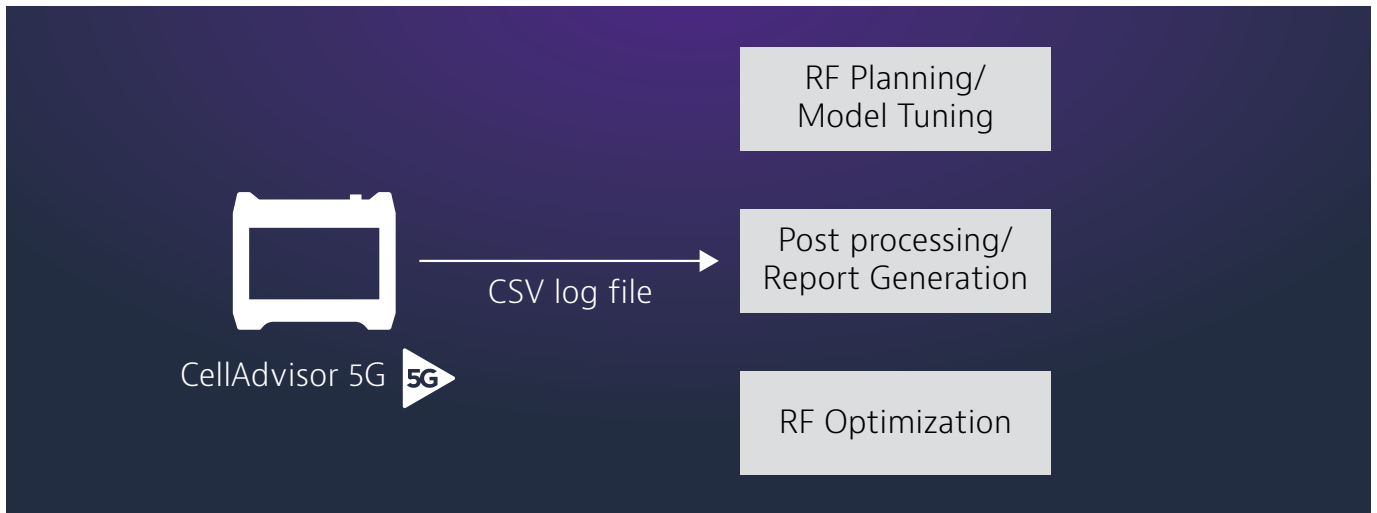 RF Planning/
Model Tuning
CSV log file
Post processing/
Report Generation
CellAdvisor 5G 5G
RF Optimization